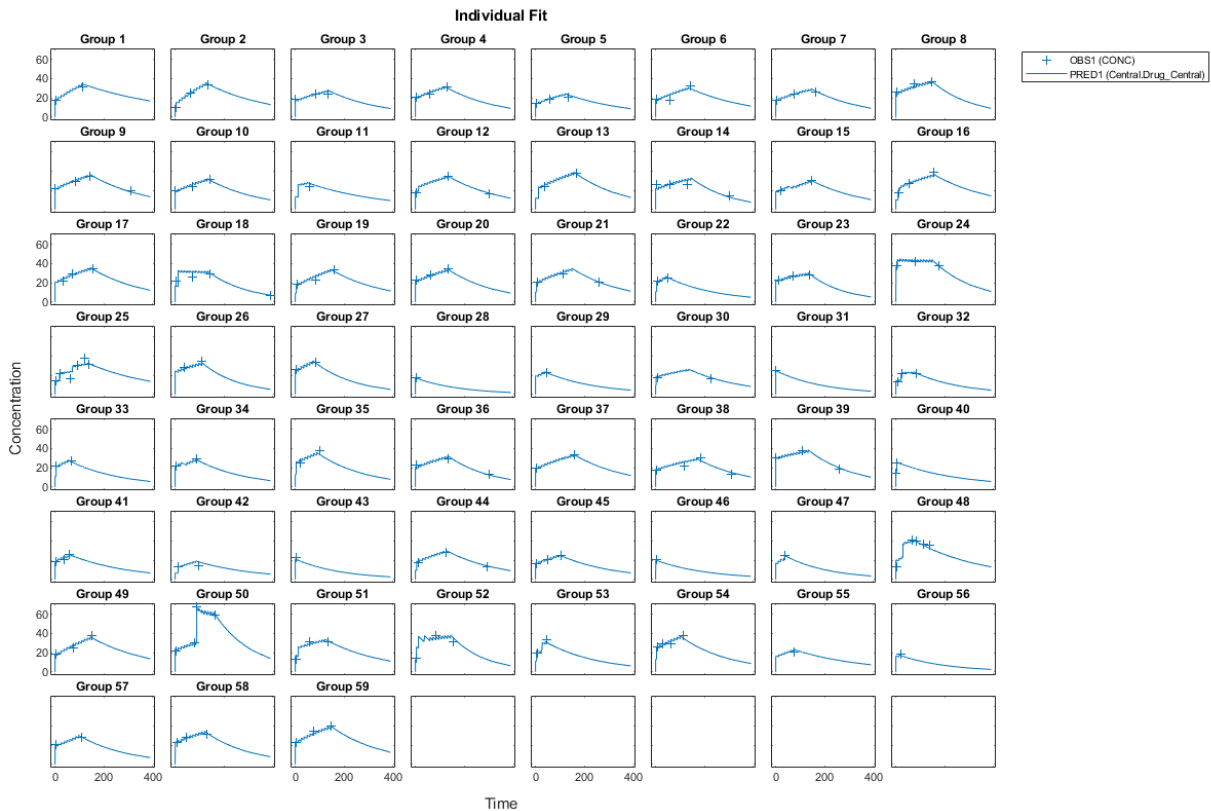 Individual Fit
Group 1 Group 2 Group 3 Group 4 Group 5 Group 6 Group 7 Group 8
60
40
20
0
OBS1 (CONC)
PRED1 (Central.Drug_Central)
Group 9 Group 10 Group 11 Group 12 Group 13 Group 14 Group 15 Group 16
Group 17 Group 18 Group 19 Group 20 Group 21 Group 22 Group 23 Group 24
60
40
20
0
Group 25 Group 26 Group 27 Group 28 Group 29 Group 30 Group 31 Group 32
Concentration
Group 33 Group 34 Group 35 Group 36 Group 37 Group 38 Group 39 Group 40
60
40
20
0
Group 41 Group 42 Group 43 Group 44 Group 45 Group 46 Group 47 Group 48
Group 49 Group 50 Group 51 Group 52 Group 53 Group 54 Group 55 Group 56
60
40
20
0
Group 57 Group 58 Group 59
0 200 400 0 200 400 0 200 400 0 200 400
Time